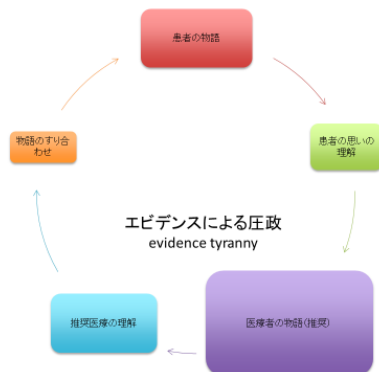 患者の物語
患者の思いの
理解
医療者の物語(推奨)
推奨医療の理解
物語のすり合
わせ
エビデンスによる圧政
evidence tyranny